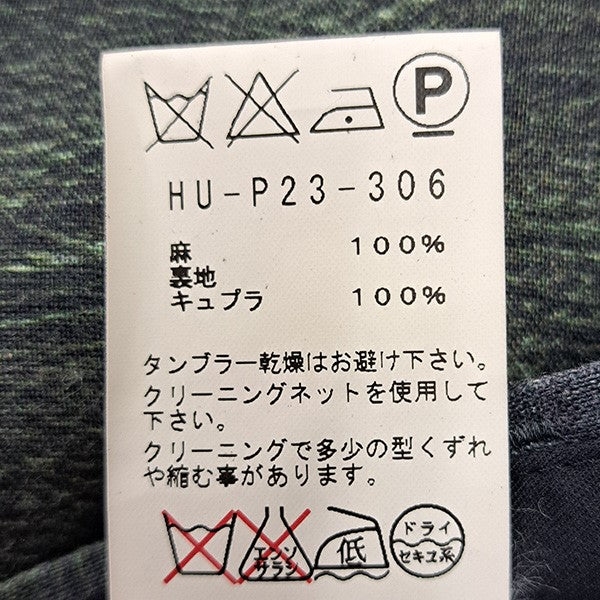 P
HU-P23-306
麻 100%
裏地
キュプラ 100%
タンブラー乾燥はお避け下さい。
クリーニングネットを使用して
下さい。
クリーニングで多少の型くずれ
や縮む事があります。
エンソ
サラシ
低
ドライ
セキユ系